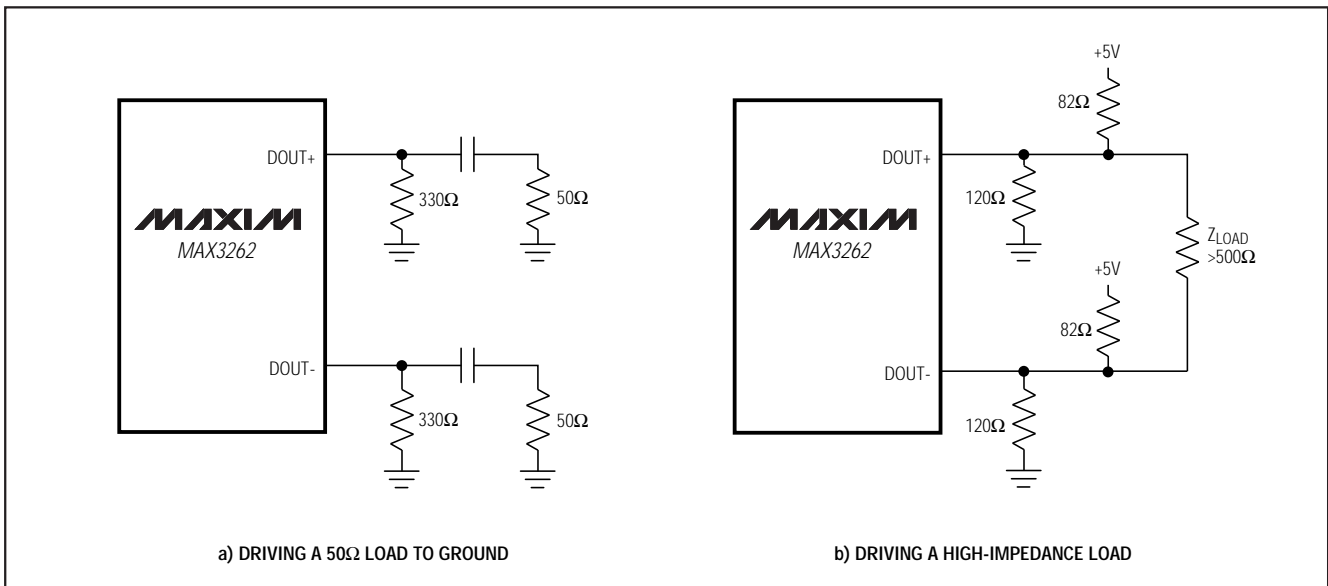 DOUT+
330Ω
50Ω
MAXIM
MAX3262
DOUT-
330Ω
50Ω
a) DRIVING A 50Ω LOAD TO GROUND
+5V
82Ω
DOUT+
120Ω
MAXIM
MAX3262
ZLOAD
>500Ω
+5V
82Ω
DOUT-
120Ω
b) DRIVING A HIGH-IMPEDANCE LOAD